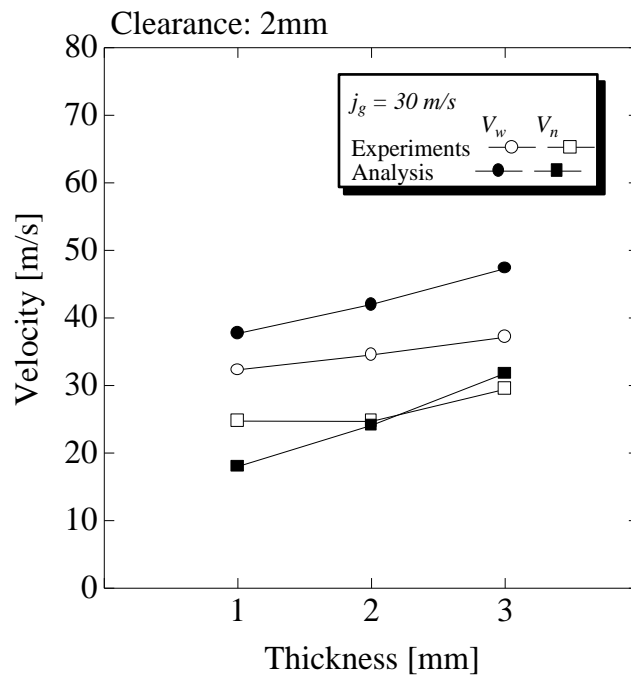 Clearance: 2mm
80
70
60
50
40
30
20
10
0
Velocity [m/s]
j_g = 30 m/s
V_w V_n
Experiments
Analysis
1 2 3
Thickness [mm]